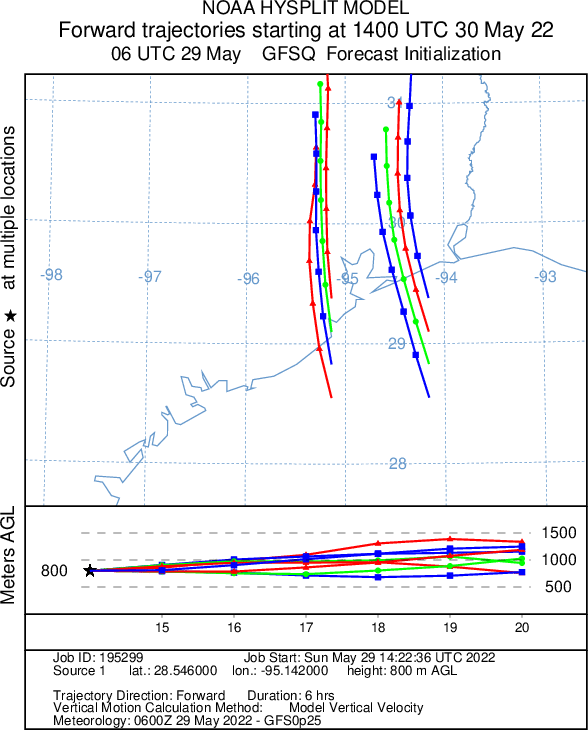 NOAA HYSPLIT MODEL
Forward trajectories starting at 1400 UTC 30 May 22
06 UTC 29 May GFSQ Forecast Initialization
Source ★ at multiple locations
31
30
-98 -97 -96 -95 -94 -93
29
28
Meters AGL
1500
800 1000
500
15 16 17 18 19 20
Job ID: 195299 Job Start: Sun May 29 14:22:36 UTC 2022
Source 1 lat.: 28.546000 lon.: -95.142000 height: 800 m AGL
Trajectory Direction: Forward Duration: 6 hrs
Vertical Motion Calculation Method: Model Vertical Velocity
Meteorology: 0600Z 29 May 2022 - GFS0p25